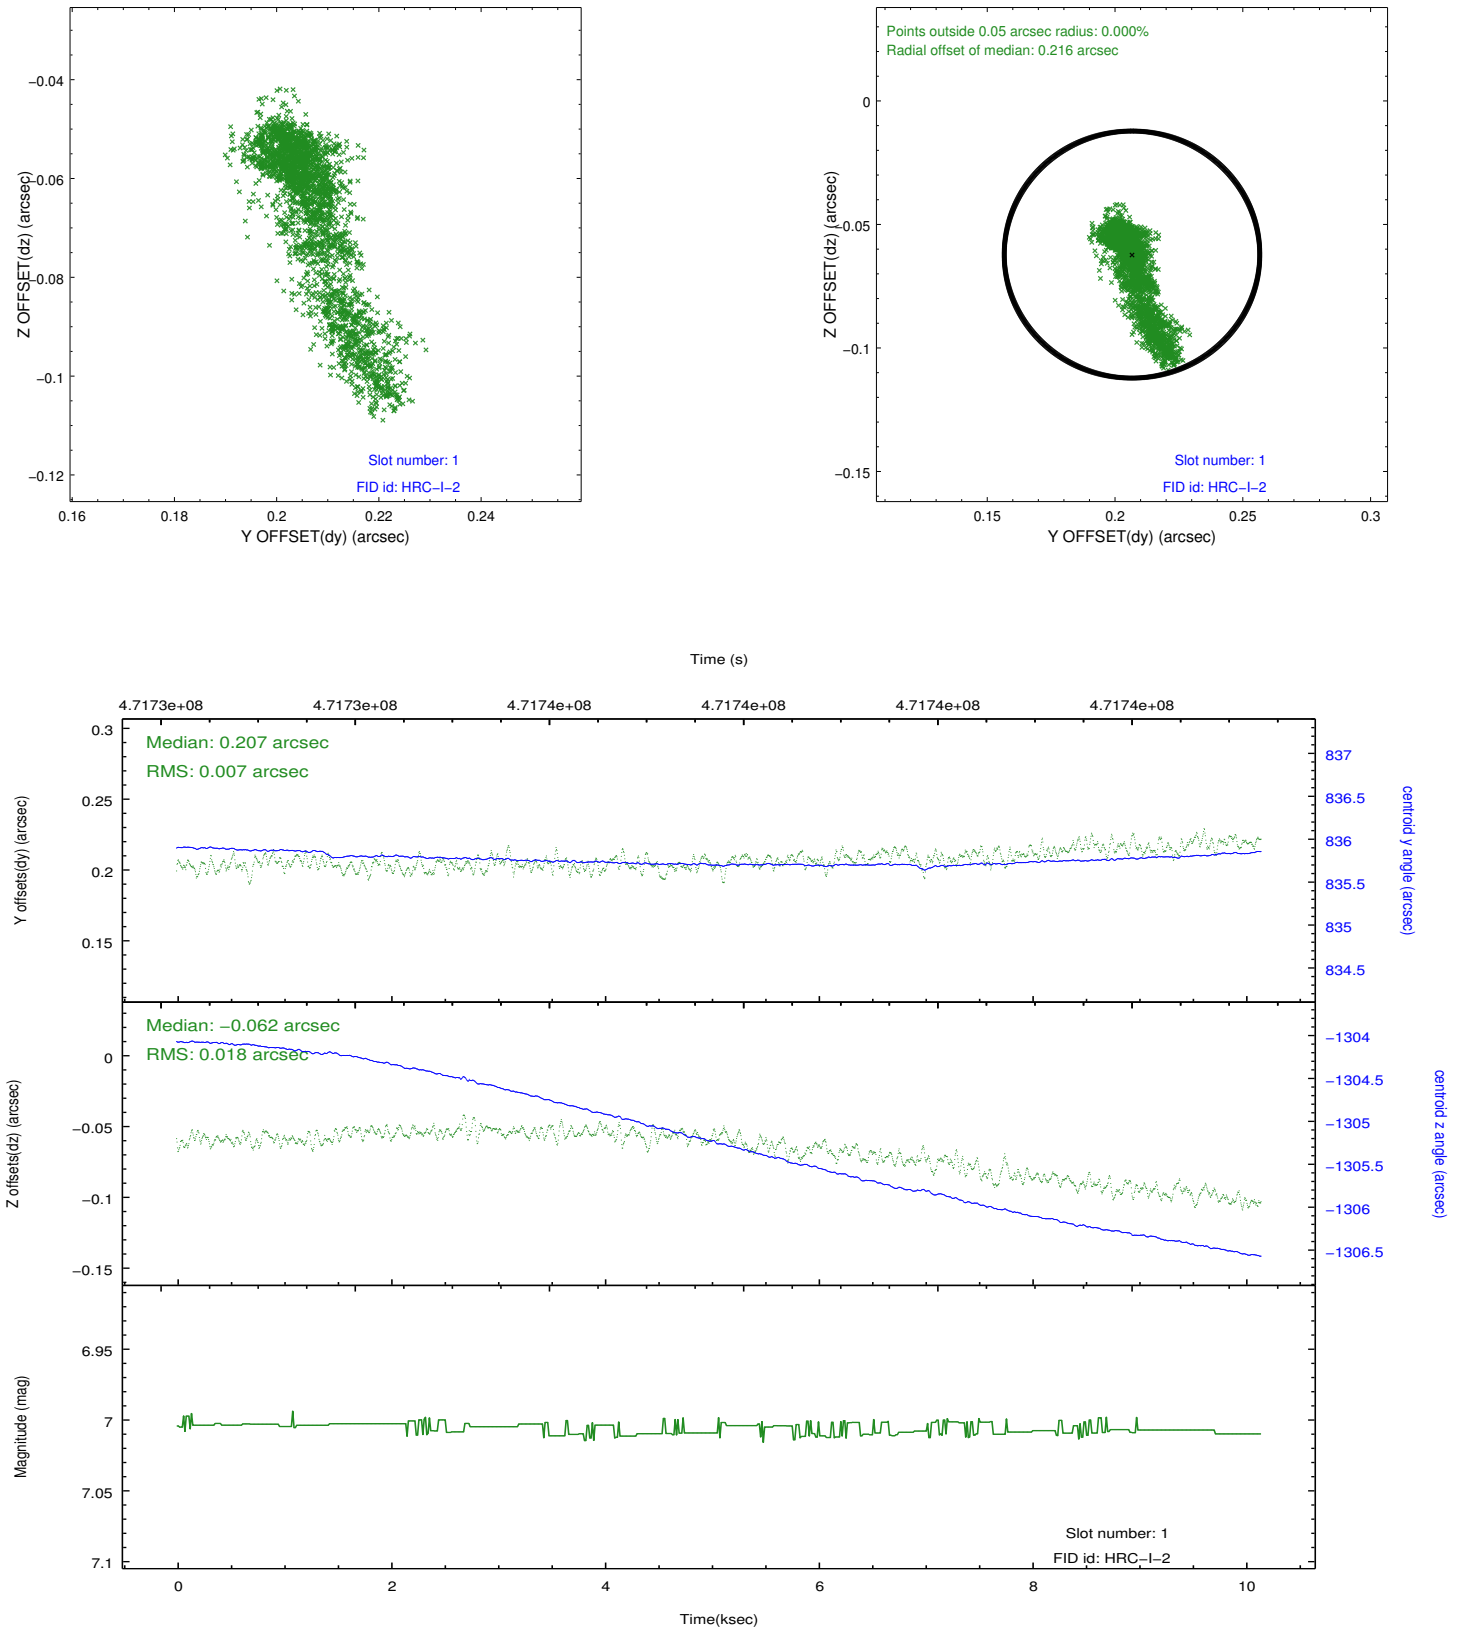 −0.04
−0.06
−0.08
−0.1
−0.12
Z OFFSET(dz) (arcsec)
Slot number: 1
FID id: HRC−I−2
0.16 0.18 0.2 0.22 0.24
Y OFFSET(dy) (arcsec)
Points outside 0.05 arcsec radius: 0.000%
Radial offset of median: 0.216 arcsec
0
−0.05
−0.1
−0.15
Z OFFSET(dz) (arcsec)
Slot number: 1
FID id: HRC−I−2
0.15 0.2 0.25 0.3
Y OFFSET(dy) (arcsec)
Time (s)
4.7173e+08 4.7173e+08 4.7174e+08 4.7174e+08 4.7174e+08 4.7174e+08
Median: 0.207 arcsec
RMS: 0.007 arcsec
0.3
0.25
0.2
0.15
Y offsets(dy) (arcsec)
837
836.5
836
835.5
835
834.5
centroid y angle (arcsec)
Median: −0.062 arcsec
RMS: 0.018 arcsec
0
−0.05
−0.1
−0.15
Z offsets(dz) (arcsec)
−1304
−1304.5
−1305
−1305.5
−1306
−1306.5
centroid z angle (arcsec)
6.95
7
7.05
7.1
Magnitude (mag)
Slot number: 1
FID id: HRC−I−2
0 2 4 6 8 10
Time(ksec)